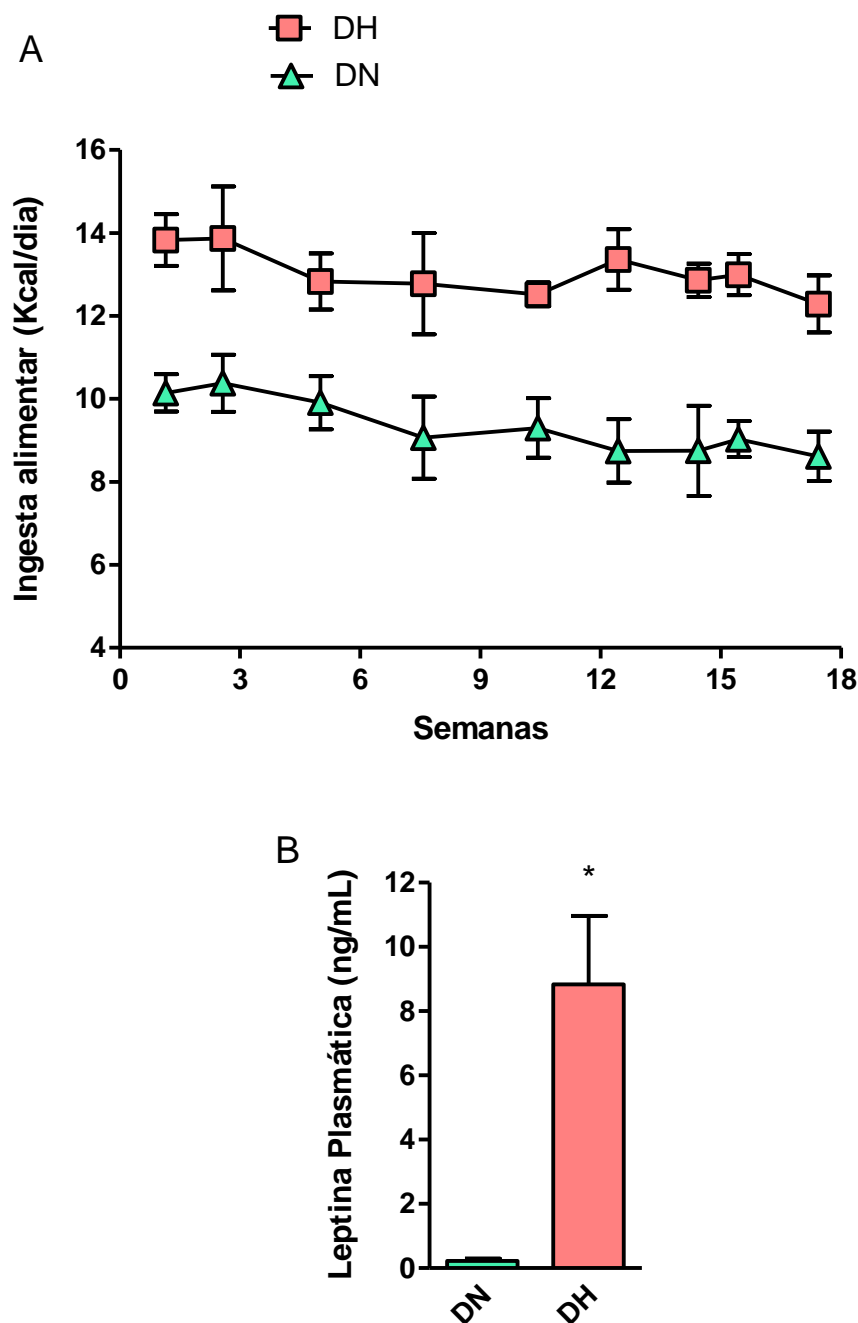 A
DH
DN
Ingesta alimentar (Kcal/dia)
16
14
12
10
8
6
4
0 3 6 9 12 15 18
Semanas
B
Leptina Plasmática (ng/mL)
*
12
10
8
6
4
2
0
DN DH